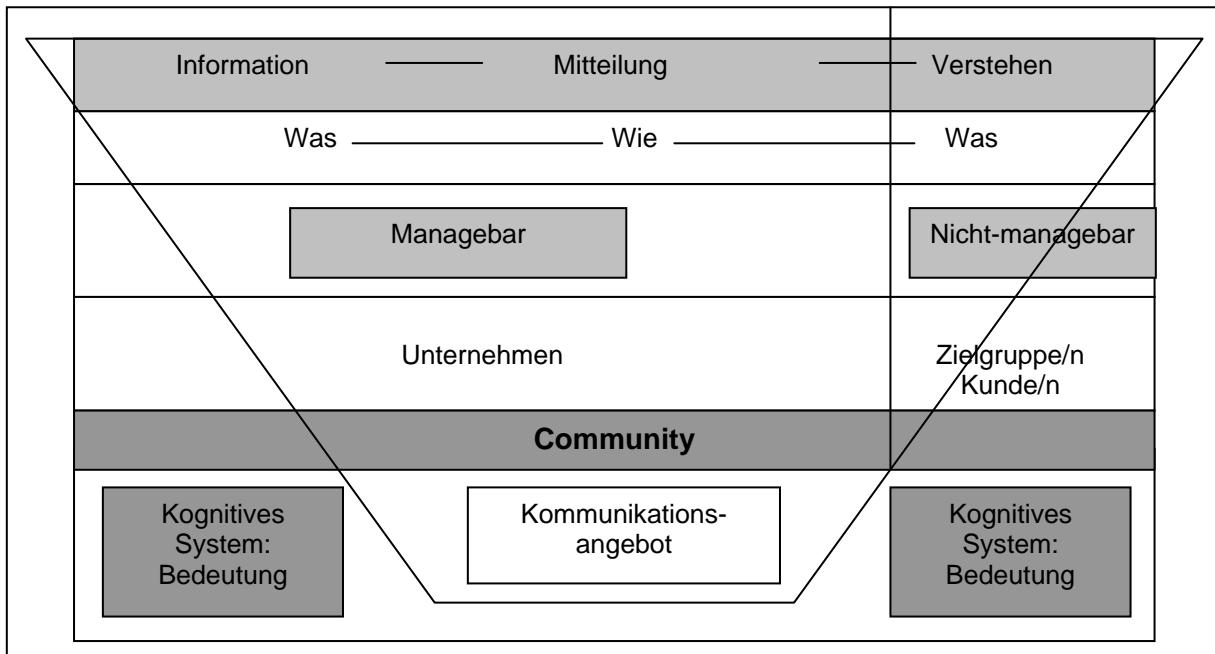 Information Mitteilung Verstehen
Was Wie Was
Managebar Nicht-managebar
Unternehmen
Zielgruppe/n
Kunde/n
Community
Kognitives
System:
Bedeutung
Kommunikations-
angebot
Kognitives
System:
Bedeutung